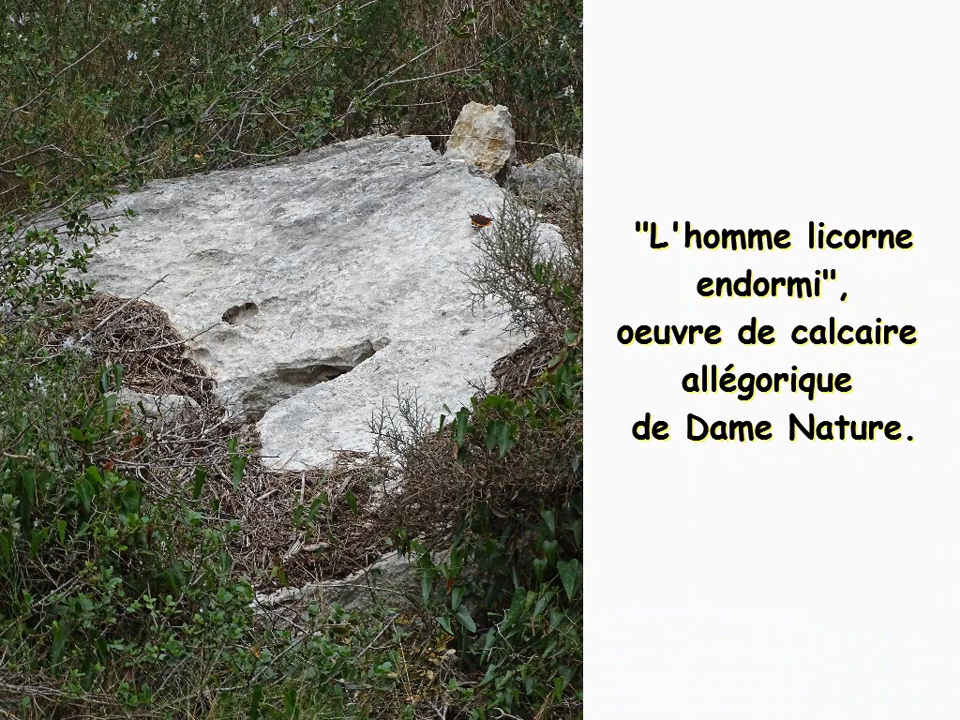 "L'homme licorne
endormi",
oeuvre de calcaire
allégorique
de Dame Nature.